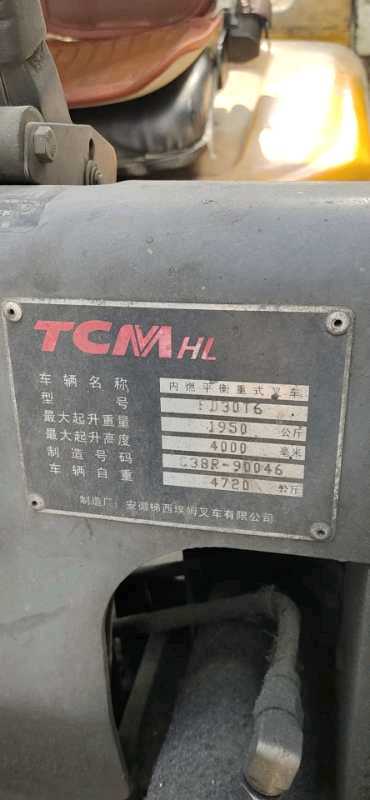 TCM HL
车辆名称 内燃平衡重式叉车
型号 FD30T6
最大起升重量 1950 公斤
最大起升高度 4000 毫米
制造号码 C38R-90046
车辆自重 4720 公斤
制造厂：安徽梯西埃姆叉车有限公司